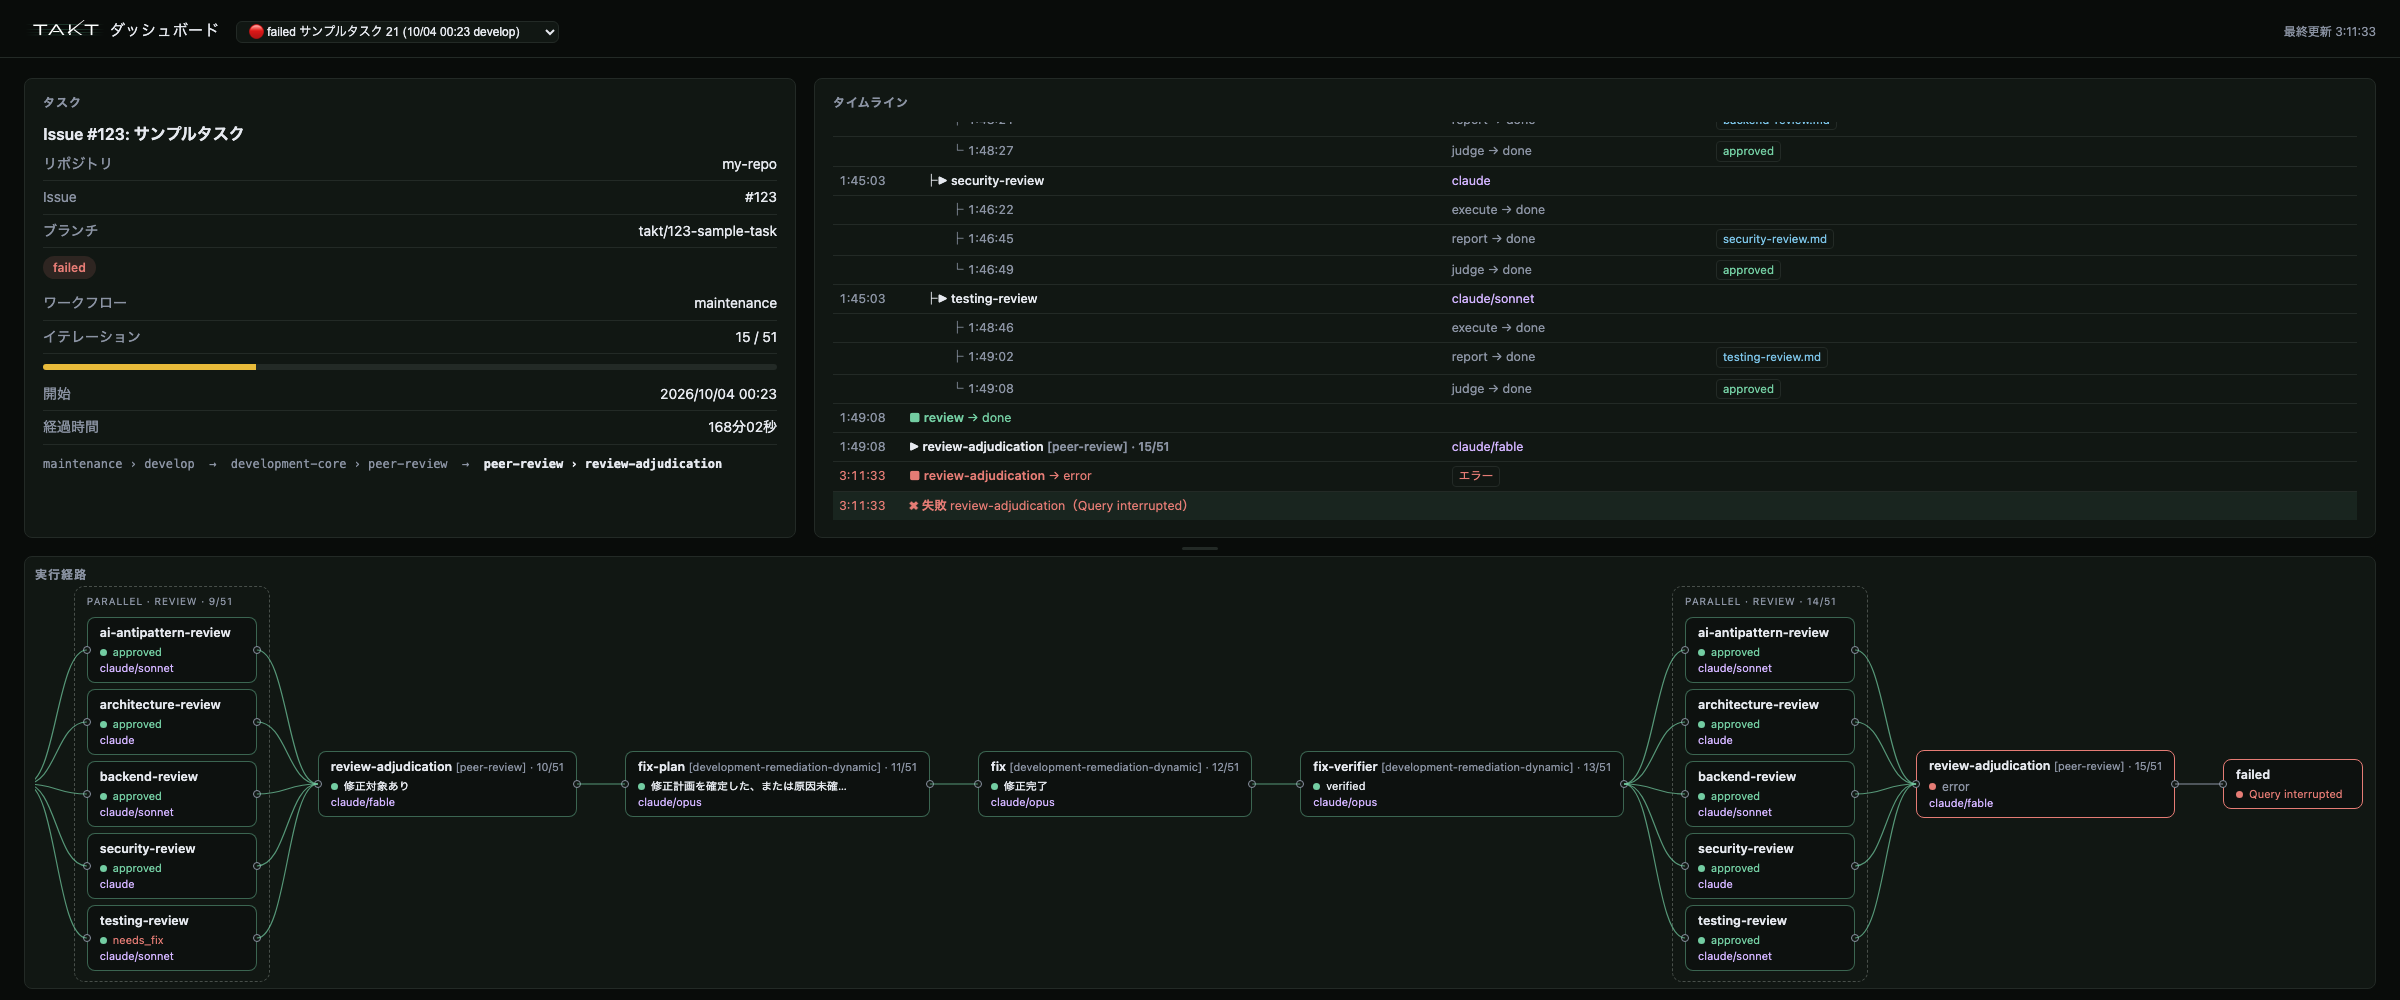 TAKT ダッシュボード
failed サンプルタスク 21 (10/04 00:23 develop)
最終更新 3:11:33
タスク
Issue #123: サンプルタスク
リポジトリ my-repo
Issue #123
ブランチ takt/123-sample-task
failed
ワークフロー maintenance
イテレーション 15 / 51
開始 2026/10/04 00:23
経過時間 168分02秒
maintenance › develop → development-core › peer-review → peer-review › review-adjudication
タイムライン
└ 1:48:27 judge → done approved
1:45:03 ├▶ security-review claude
├ 1:46:22 execute → done
├ 1:46:45 report → done security-review.md
└ 1:46:49 judge → done approved
1:45:03 ├▶ testing-review claude/sonnet
├ 1:48:46 execute → done
├ 1:49:02 report → done testing-review.md
└ 1:49:08 judge → done approved
1:49:08 ■ review → done
1:49:08 ▶ review-adjudication [peer-review] · 15/51 claude/fable
3:11:33 ■ review-adjudication → error エラー
3:11:33 ✖ 失敗 review-adjudication（Query interrupted）
実行経路
PARALLEL · REVIEW · 9/51
ai-antipattern-review
approved
claude/sonnet
architecture-review
approved
claude
backend-review
approved
claude/sonnet
security-review
approved
claude
testing-review
needs_fix
claude/sonnet
review-adjudication [peer-review] · 10/51
修正対象あり
claude/fable
fix-plan [development-remediation-dynamic] · 11/51
修正計画を確定した、または原因未確…
claude/opus
fix [development-remediation-dynamic] · 12/51
修正完了
claude/opus
fix-verifier [development-remediation-dynamic] · 13/51
verified
claude/opus
PARALLEL · REVIEW · 14/51
ai-antipattern-review
approved
claude/sonnet
architecture-review
approved
claude
backend-review
approved
claude/sonnet
security-review
approved
claude
testing-review
approved
claude/sonnet
review-adjudication [peer-review] · 15/51
error
claude/fable
failed
Query interrupted